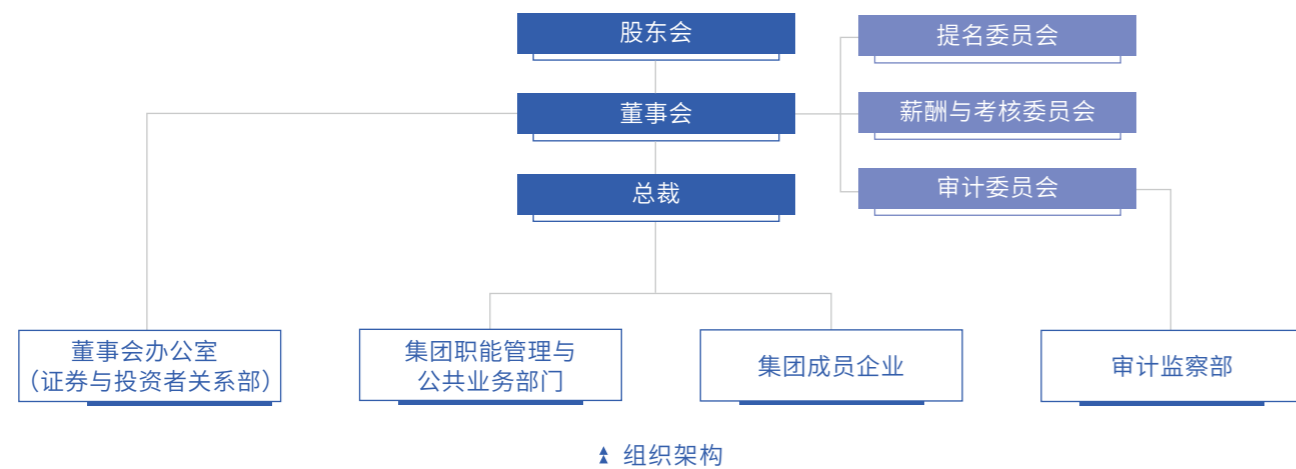 股东会
提名委员会
董事会
薪酬与考核委员会
总裁
审计委员会
董事会办公室
（证券与投资者关系部）
集团职能管理与
公共业务部门
集团成员企业
审计监察部
组织架构